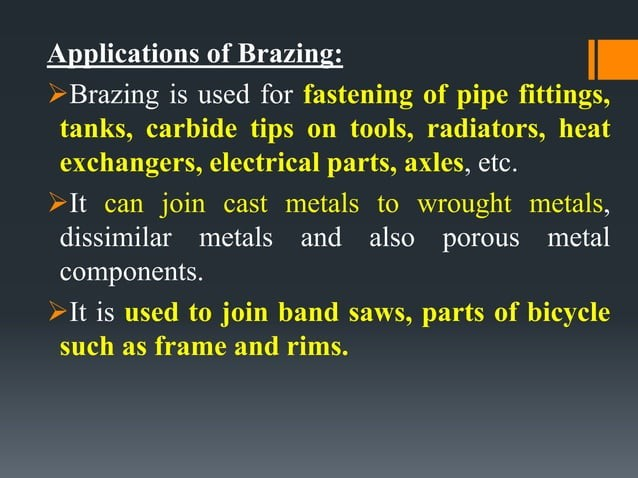 Applications of Brazing:
➢Brazing is used for fastening of pipe fittings,
tanks, carbide tips on tools, radiators, heat
exchangers, electrical parts, axles, etc.
➢It can join cast metals to wrought metals,
dissimilar metals and also porous metal
components.
➢It is used to join band saws, parts of bicycle
such as frame and rims.